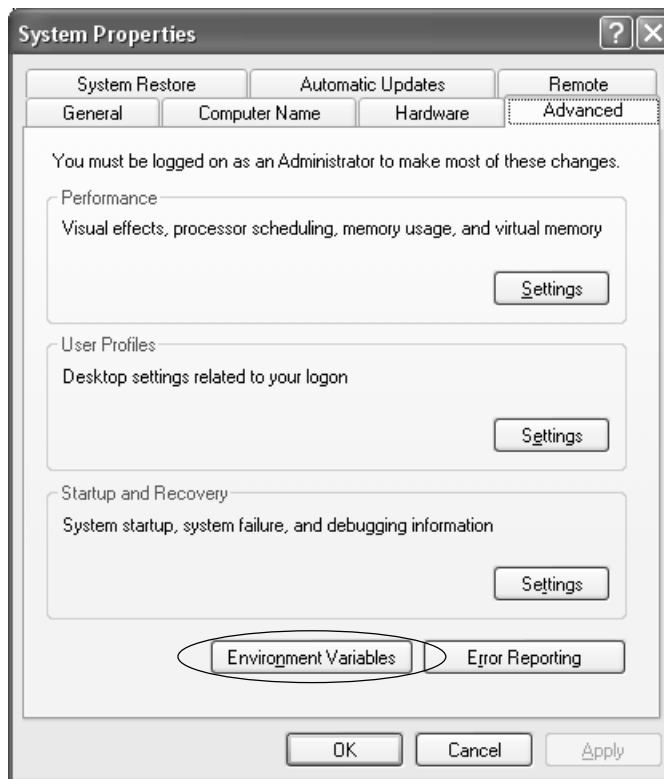 System Properties
System Restore Automatic Updates Remote
General Computer Name Hardware Advanced
You must be logged on as an Administrator to make most of these changes.
Performance
Visual effects, processor scheduling, memory usage, and virtual memory
Settings
User Profiles
Desktop settings related to your logon
Settings
Startup and Recovery
System startup, system failure, and debugging information
Settings
Environment Variables Error Reporting
OK Cancel Apply